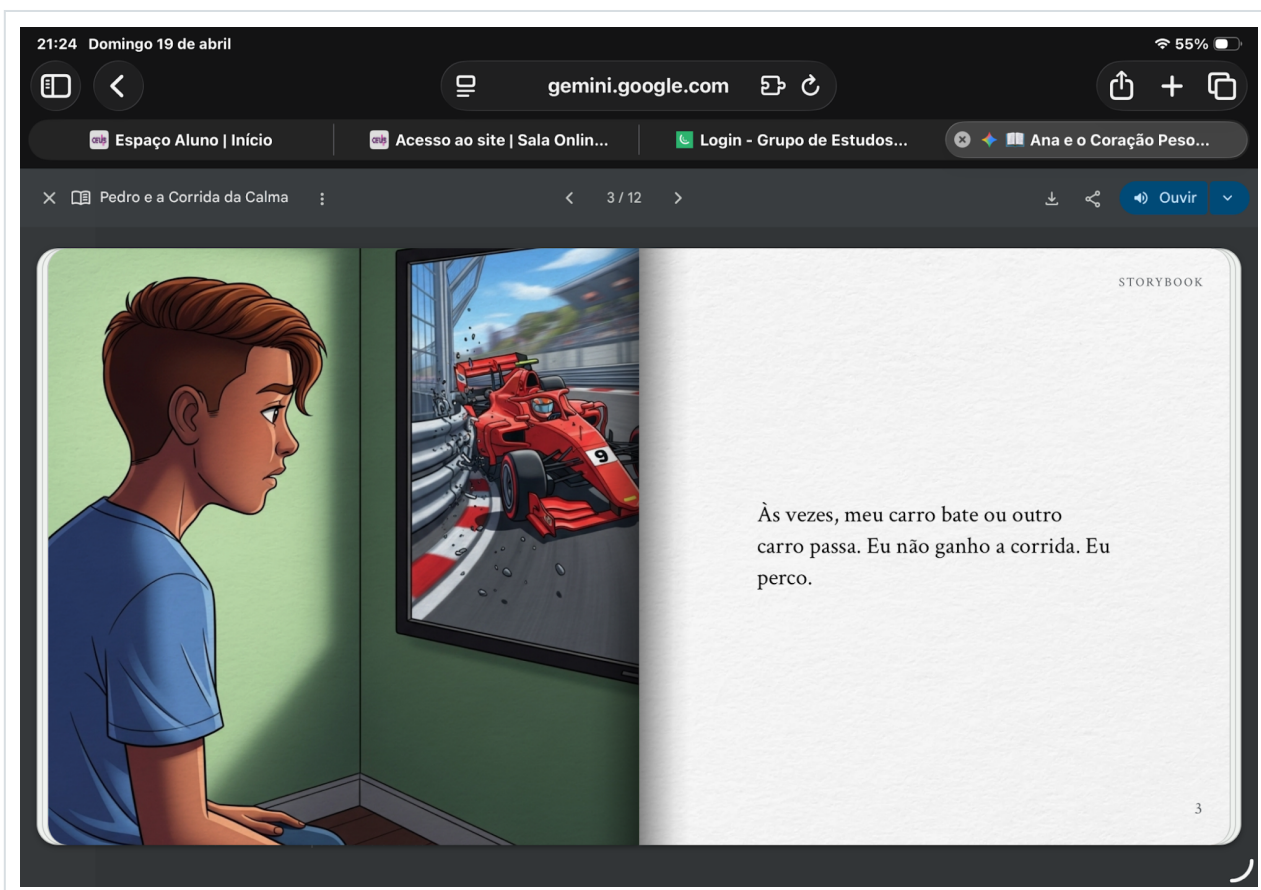 21:24 Domingo 19 de abril
55%
gemini.google.com
Espaço Aluno | Início
Acesso ao site | Sala Onlin...
Login - Grupo de Estudos...
Ana e o Coração Peso...
Pedro e a Corrida da Calma
3 / 12
Ouvir
STORYBOOK
9
Às vezes, meu carro bate ou outro
carro passa. Eu não ganho a corrida. Eu
perco.
3